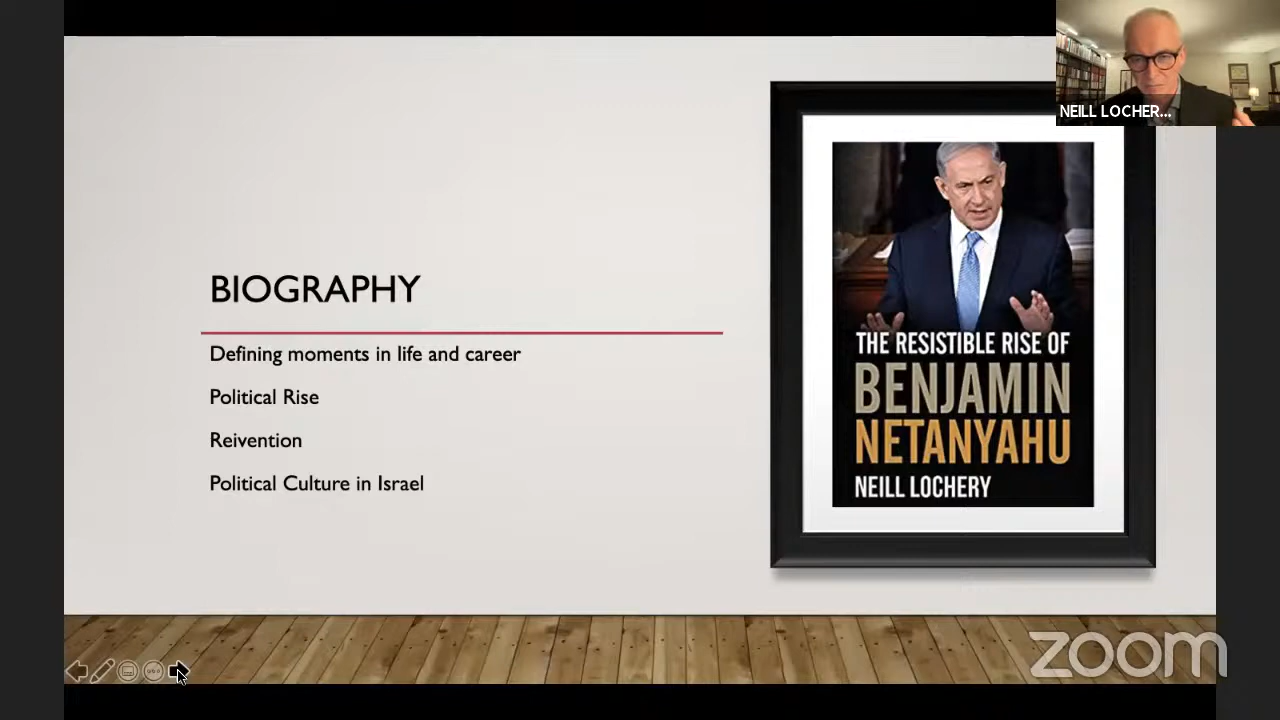 NEILL LOCHER...
BIOGRAPHY
Defining moments in life and career
Political Rise
Reivention
Political Culture in Israel
THE RESISTIBLE RISE OF
BENJAMIN
NETANYAHU
NEILL LOCHERY
zoom